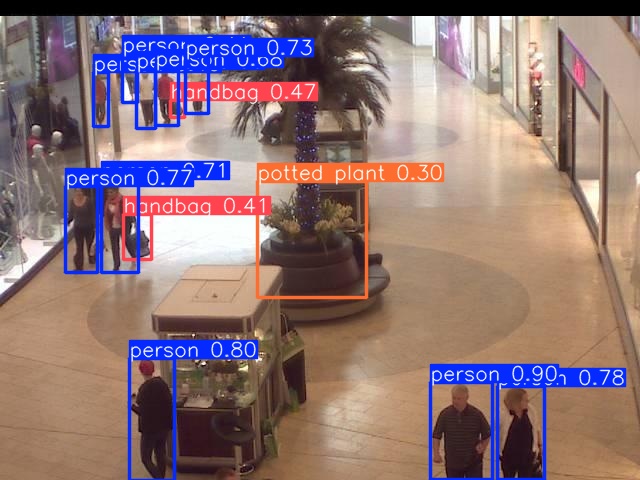 person 0.73
person 0.68
handbag 0.47
person 0.77
0.71
handbag 0.41
potted plant 0.30
person 0.80
person 0.90
person 0.78